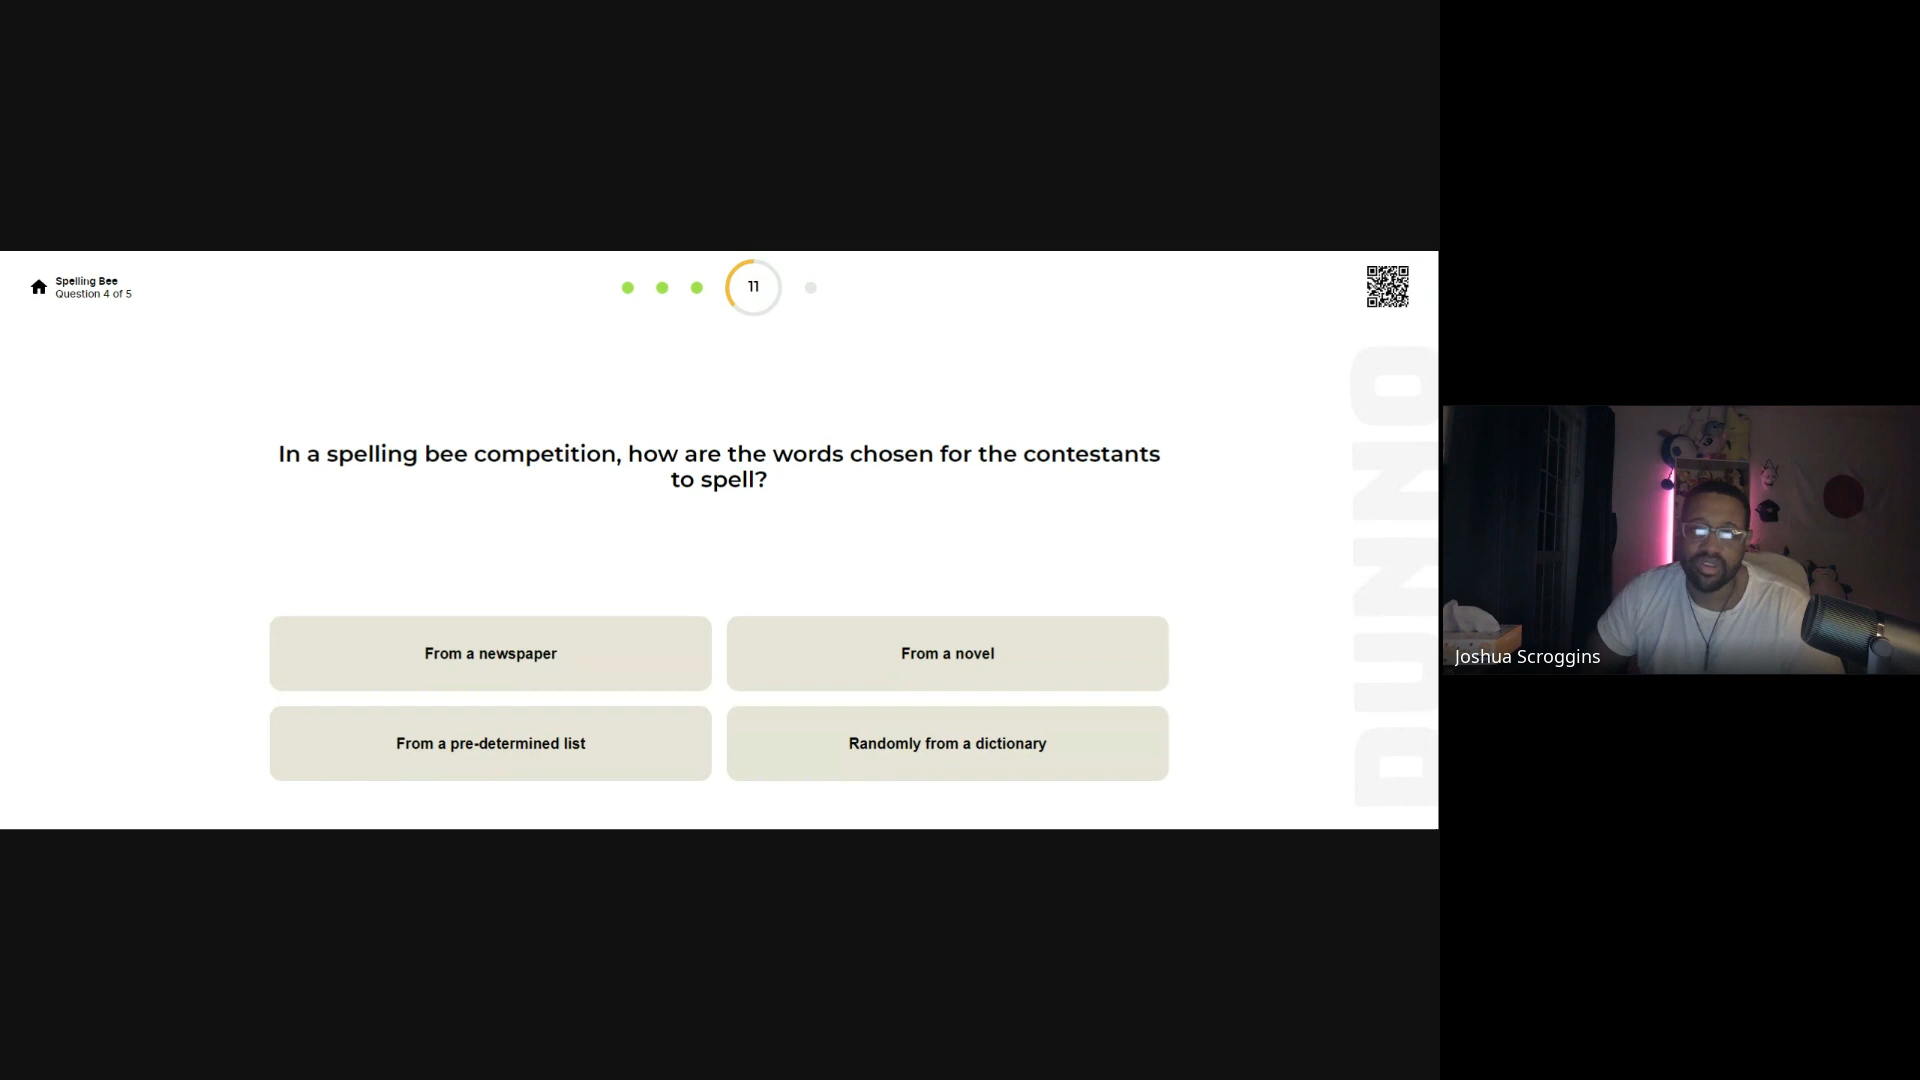 Spelling Bee
Question 4 of 5
11
In a spelling bee competition, how are the words chosen for the contestants
to spell?
From a newspaper
From a novel
From a pre-determined list
Randomly from a dictionary
DUNNO
Joshua Scroggins